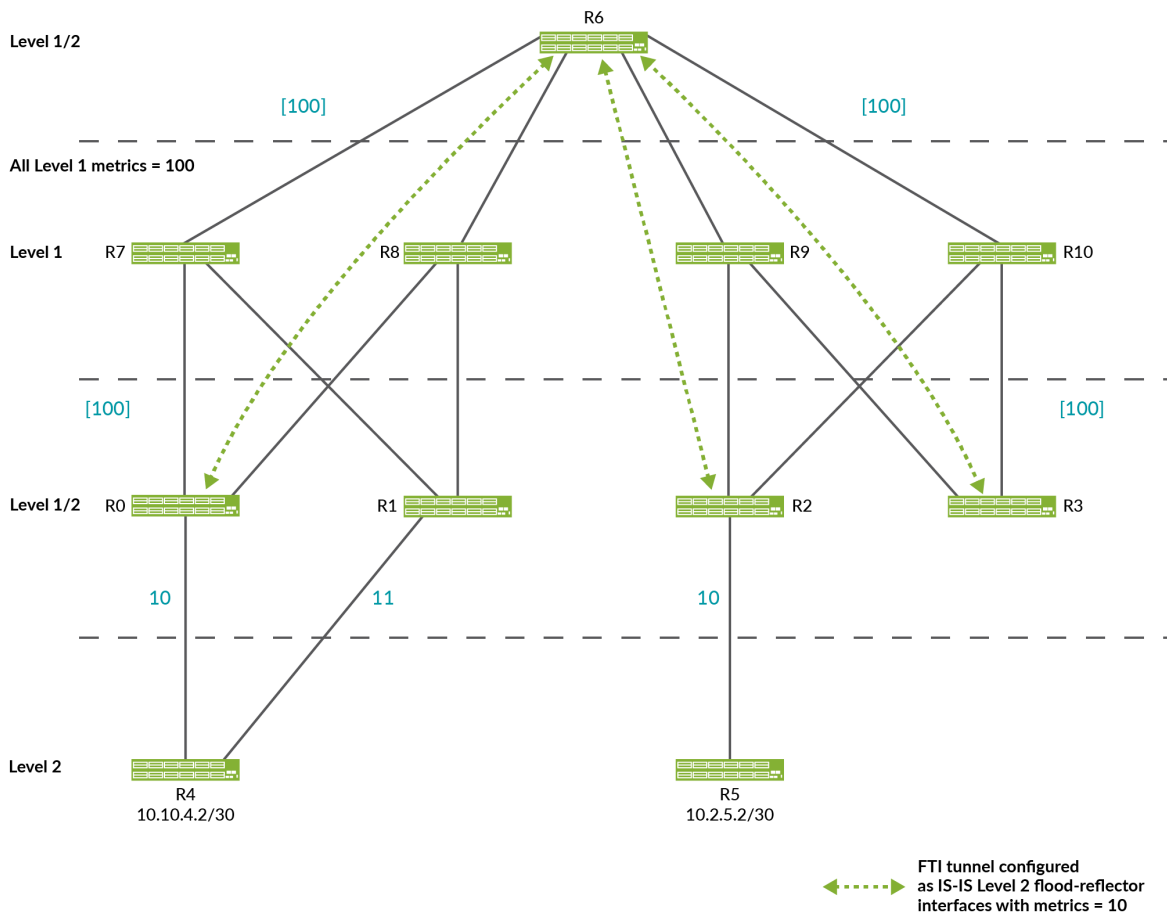 R6
Level 1/2
[100]
[100]
All Level 1 metrics = 100
Level 1
R7
R8
R9
R10
[100]
[100]
Level 1/2
R0
R1
R2
R3
10
11
10
Level 2
R4
10.10.4.2/30
R5
10.2.5.2/30
FTI tunnel configured
as IS-IS Level 2 flood-reflector
interfaces with metrics = 10